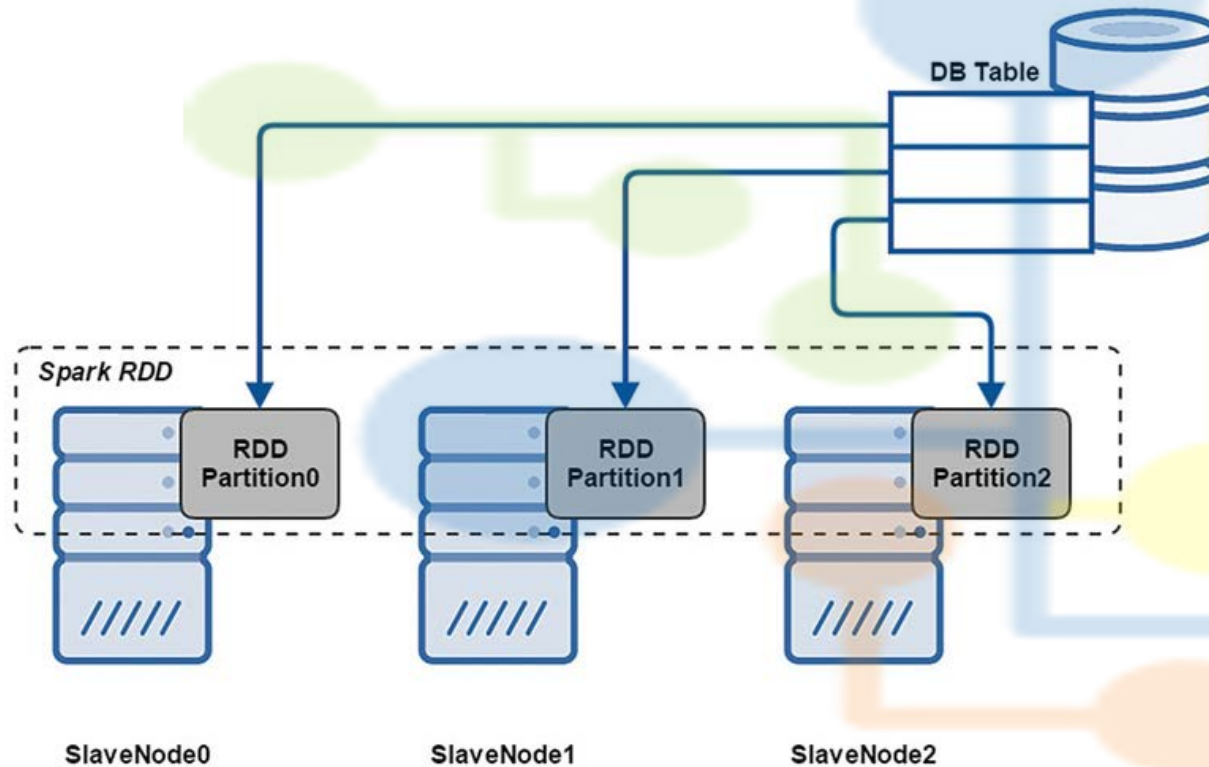 DB Table
Spark RDD
RDD
Partition0
RDD
Partition1
RDD
Partition2
SlaveNode0
SlaveNode1
SlaveNode2